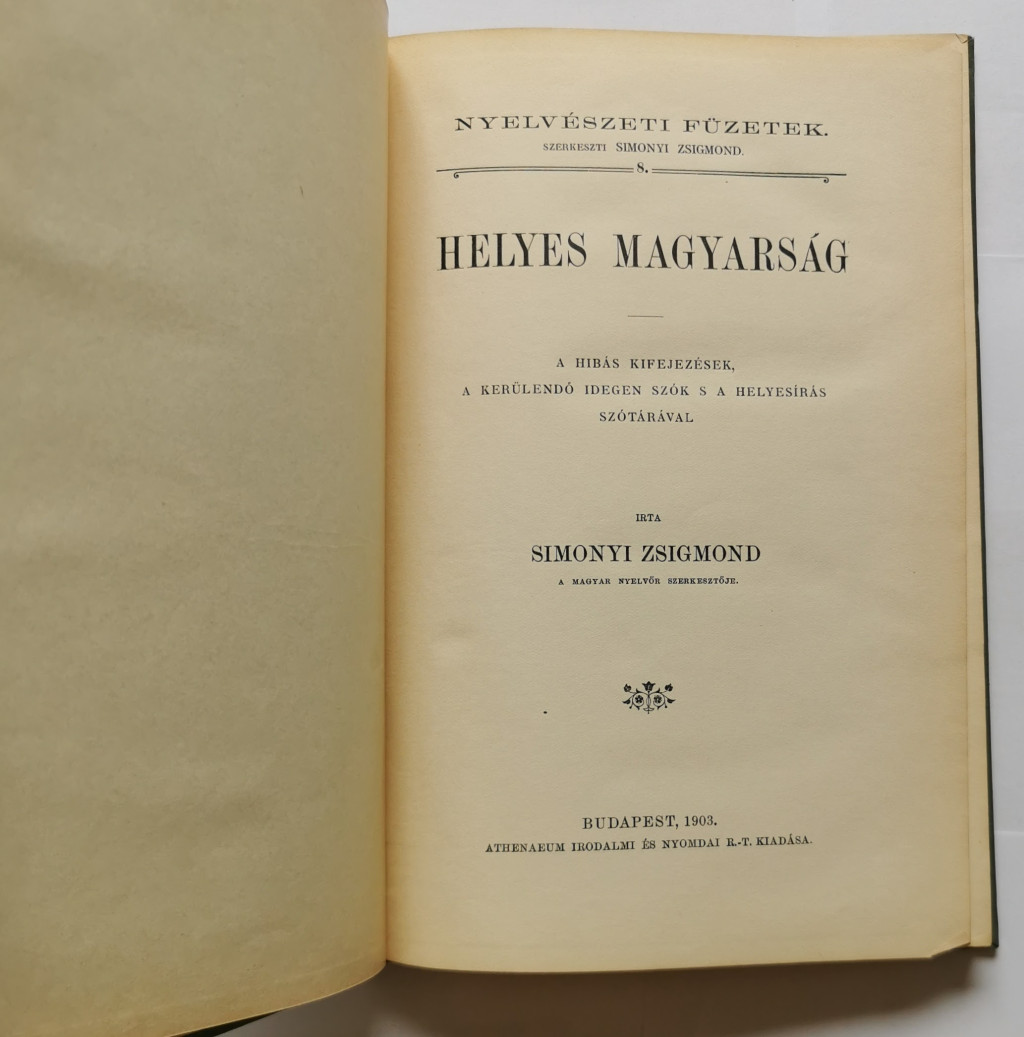 NYELVÉSZETI FÜZETEK.
SZERKESZTI SIMONYI ZSIGMOND.
8.
HELYES MAGYARSÁG
A HIBÁS KIFEJEZÉSEK,
A KERÜLENDŐ IDEGEN SZÓK S A HELYESÍRÁS
SZÓTÁRÁVAL
IRTA
SIMONYI ZSIGMOND
A MAGYAR NYELVŐR SZERKESZTŐJE.
BUDAPEST, 1903.
ATHENAEUM IRODALMI ÉS NYOMDAI R.-T. KIADÁSA.